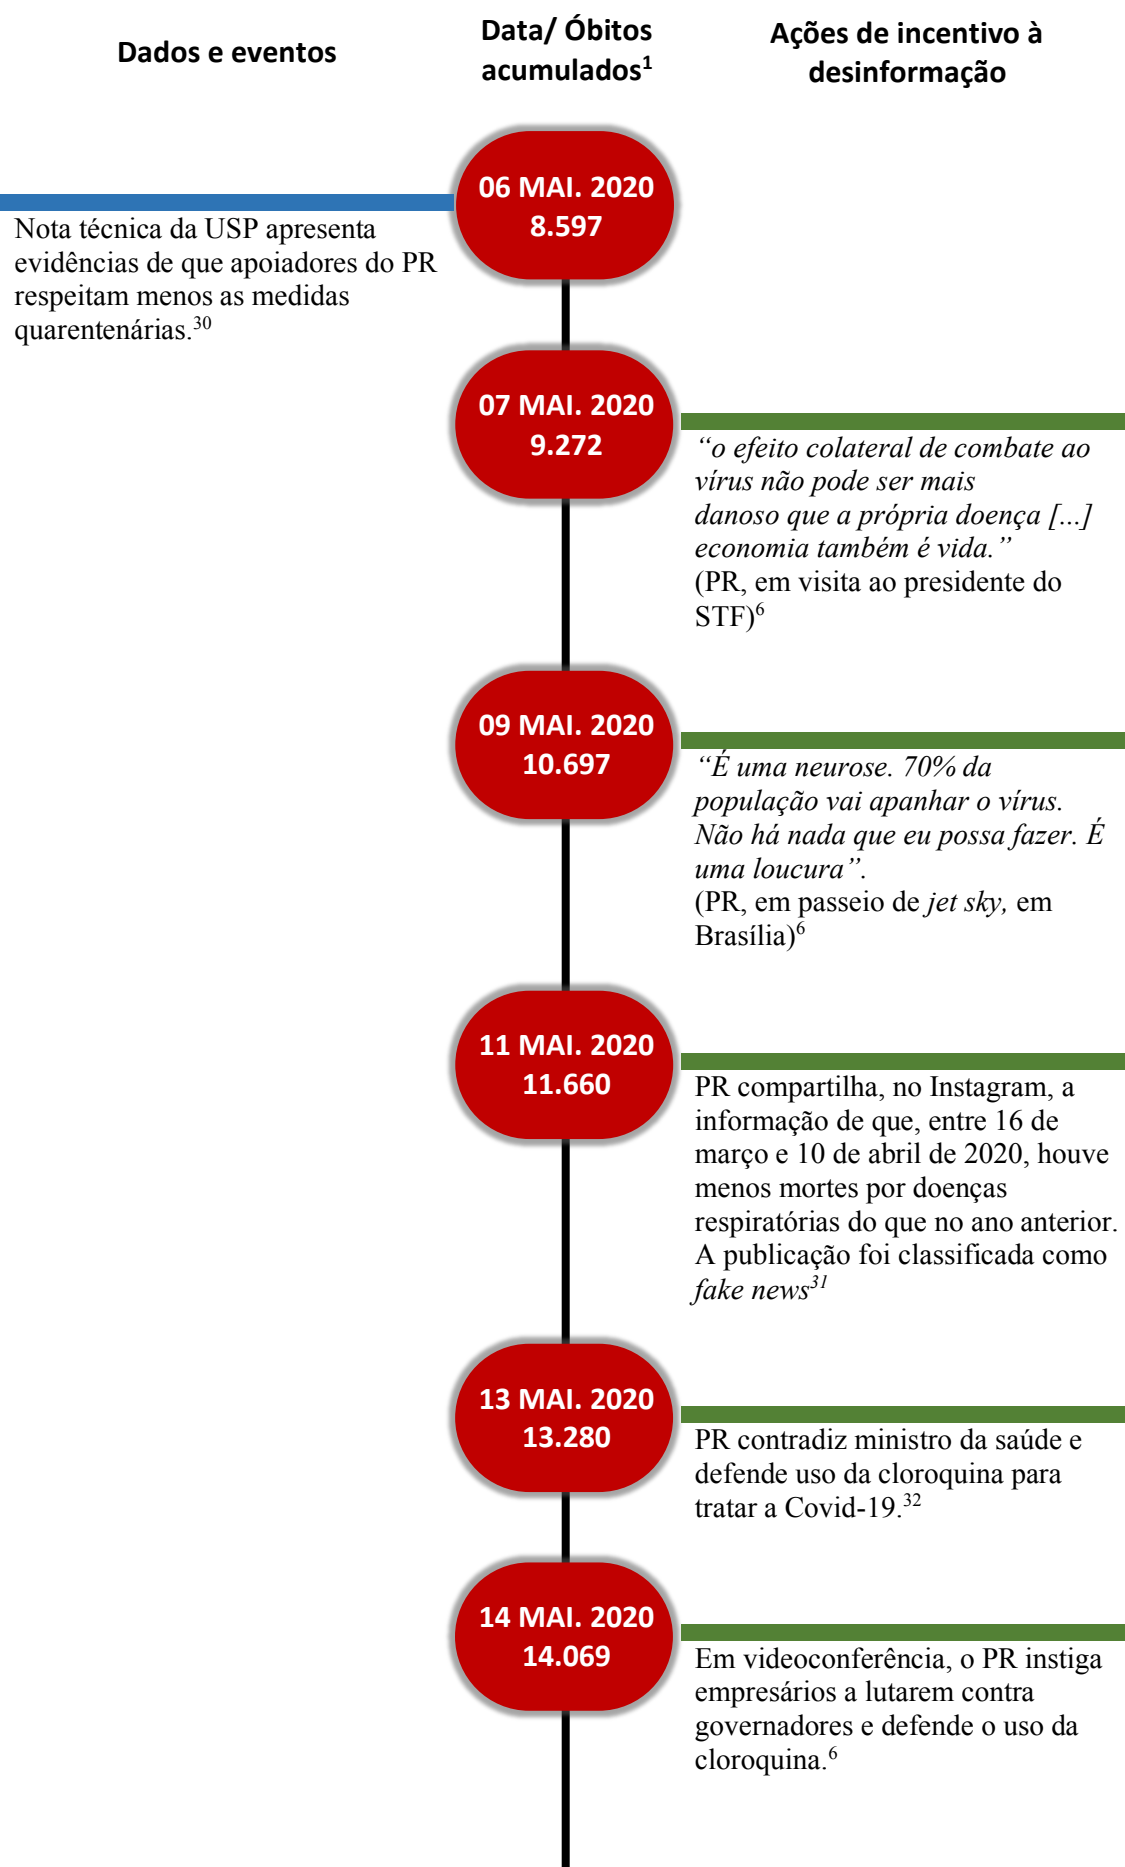 Dados e eventos
Data/ Óbitos
acumulados¹
Ações de incentivo à
desinformação
06 MAI. 2020
8.597
Nota técnica da USP apresenta
evidências de que apoiadores do PR
respeitam menos as medidas
quarentenárias.³⁰
07 MAI. 2020
9.272
“o efeito colateral de combate ao
vírus não pode ser mais
danoso que a própria doença [...]
economia também é vida.”
(PR, em visita ao presidente do
STF)⁶
09 MAI. 2020
10.697
“É uma neurose. 70% da
população vai apanhar o vírus.
Não há nada que eu possa fazer. É
uma loucura”.
(PR, em passeio de jet sky, em
Brasília)⁶
11 MAI. 2020
11.660
PR compartilha, no Instagram, a
informação de que, entre 16 de
março e 10 de abril de 2020, houve
menos mortes por doenças
respiratórias do que no ano anterior.
A publicação foi classificada como
fake news³¹
13 MAI. 2020
13.280
PR contradiz ministro da saúde e
defende uso da cloroquina para
tratar a Covid-19.³²
14 MAI. 2020
14.069
Em videoconferência, o PR instiga
empresários a lutarem contra
governadores e defende o uso da
cloroquina.⁶